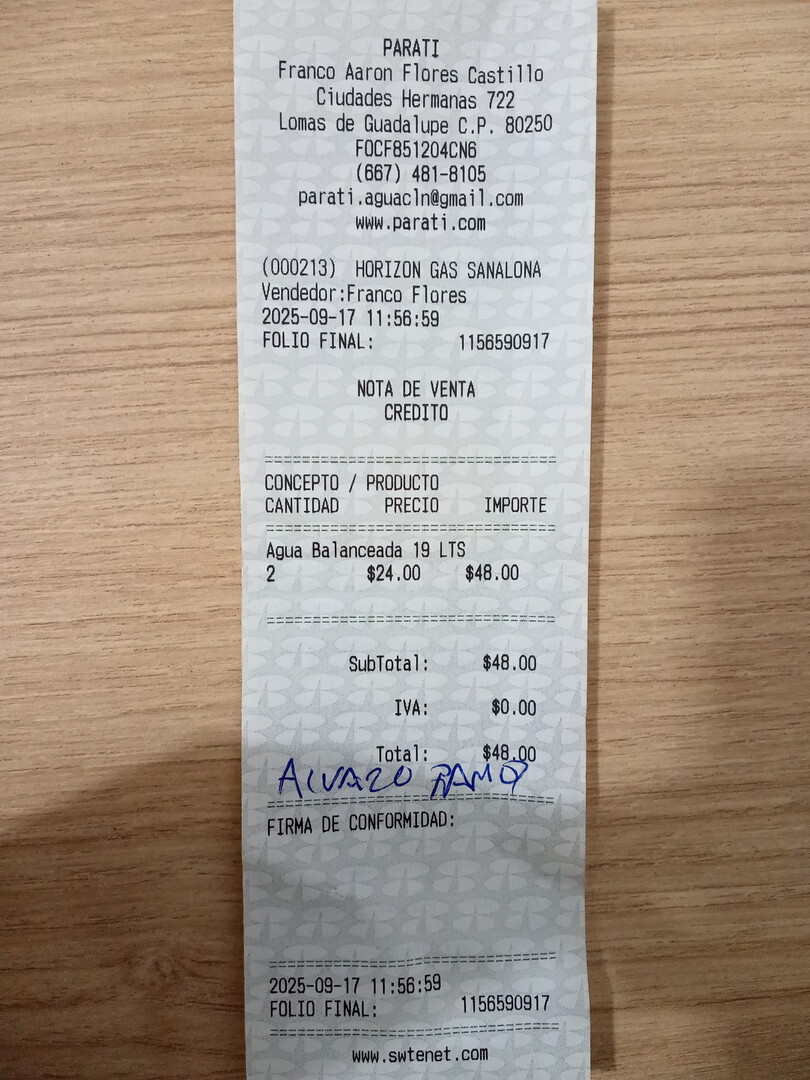 PARATI
Franco Aaron Flores Castillo
Ciudades Hermanas 722
Lomas de Guadalupe C.P. 80250
FOCF851204CN6
(667) 481-8105
parati.aguacln@gmail.com
www.parati.com
(000213) HORIZON GAS SANALONA
Vendedor:Franco Flores
2025-09-17 11:56:59
FOLIO FINAL: 1156590917
NOTA DE VENTA
CREDITO
CONCEPTO / PRODUCTO
CANTIDAD PRECIO IMPORTE
Agua Balanceada 19 LTS
2 $24.00 $48.00
SubTotal: $48.00
IVA: $0.00
Total: $48.00
Alvaro
FIRMA DE CONFORMIDAD:
2025-09-17 11:56:59
FOLIO FINAL: 1156590917
www.swtenet.com